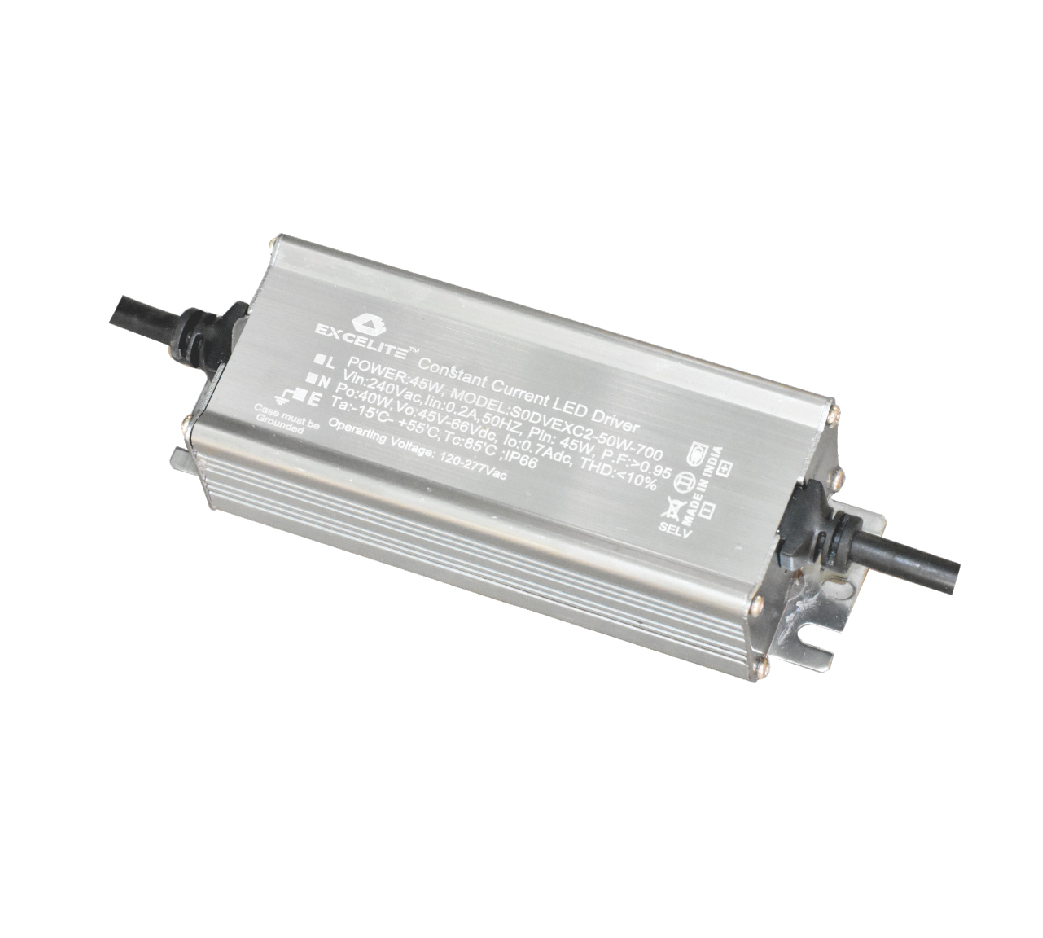 EXCELITE™ Constant Current LED Driver
L POWER:45W, MODEL:S0DVEXC2-50W-700
N Vin:240Vac,Iin:0.2A,50HZ, Pin: 45W, P.F:>0.95
E Po:40W,Vo:45V-66Vdc, Io:0.7Adc, THD:<10%
Ta:-15°C- +55°C,Tc:85°C ;IP66
Case must be
Grounded
Operarting Voltage: 120-277Vac
SELV
MADE IN INDIA